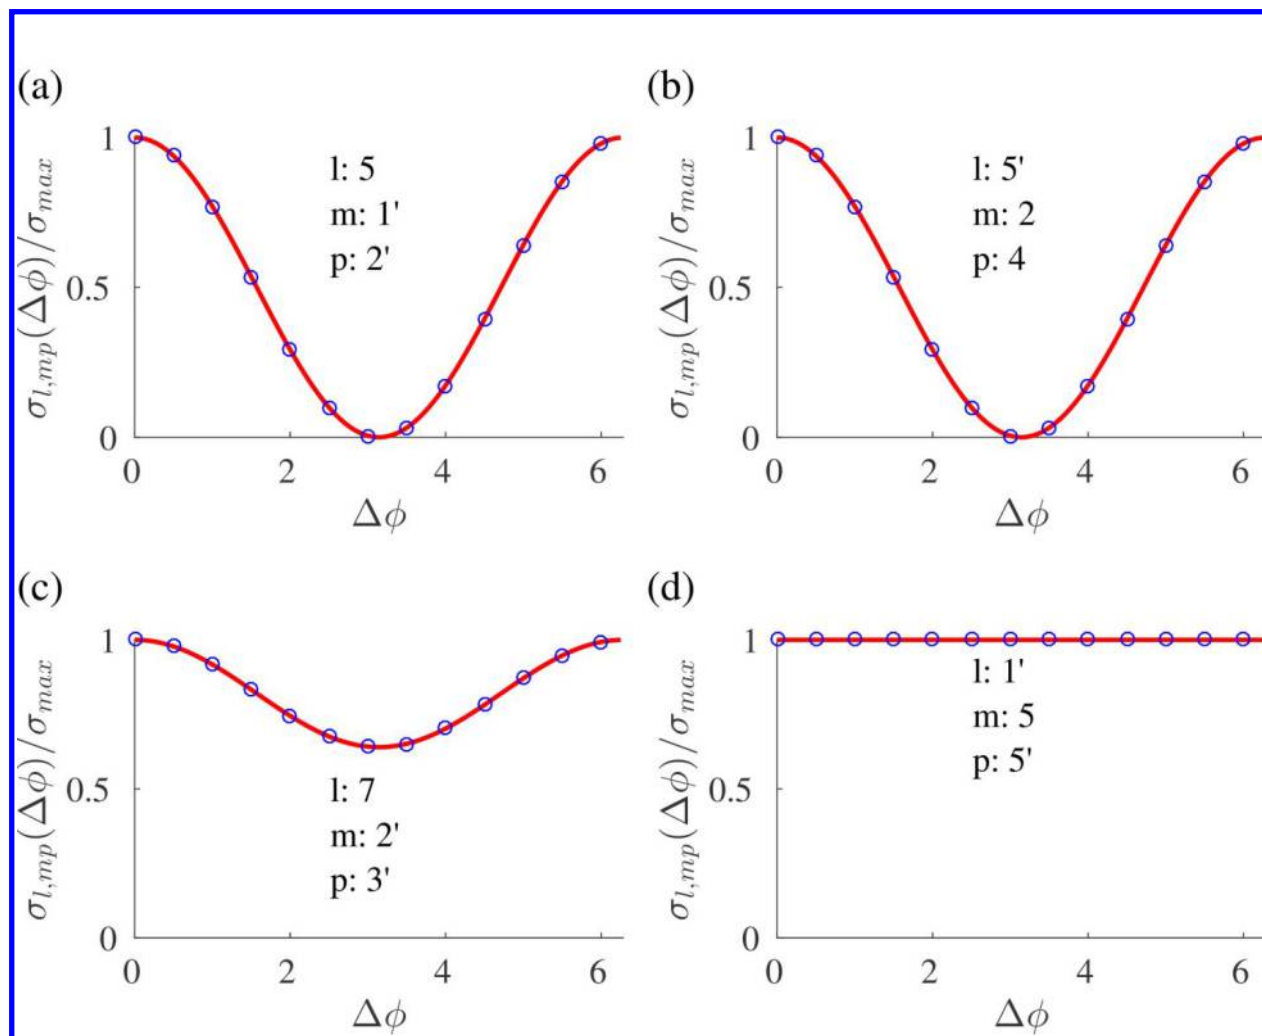 (a)
σ_{l,mp}(Δϕ)/σ_{max}
1
0.5
0
l: 5
m: 1'
p: 2'
0 2 4 6
Δϕ
(b)
σ_{l,mp}(Δϕ)/σ_{max}
1
0.5
0
l: 5'
m: 2
p: 4
0 2 4 6
Δϕ
(c)
σ_{l,mp}(Δϕ)/σ_{max}
1
0.5
0
l: 7
m: 2'
p: 3'
0 2 4 6
Δϕ
(d)
σ_{l,mp}(Δϕ)/σ_{max}
1
0.5
0
l: 1'
m: 5
p: 5'
0 2 4 6
Δϕ